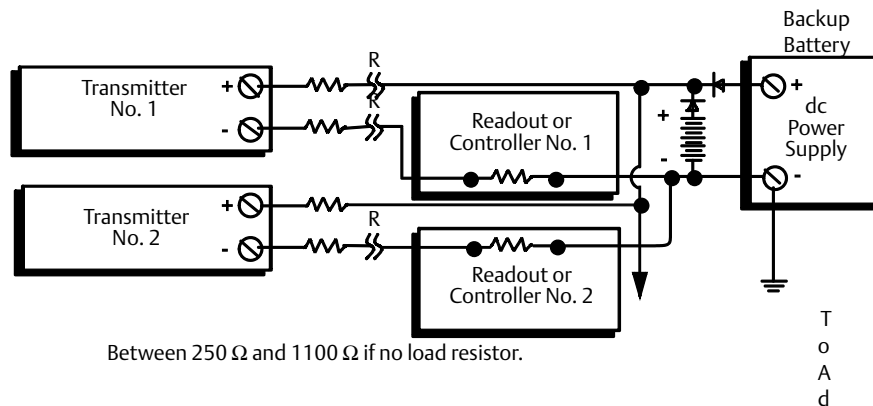 Backup
Battery
R
Transmitter
No. 1
+
-
R
Readout or
Controller No. 1
+
-
+
dc
Power
Supply
-
Transmitter
No. 2
+
-
R
Readout or
Controller No. 2
Between 250 Ω and 1100 Ω if no load resistor.
T
o
A
d